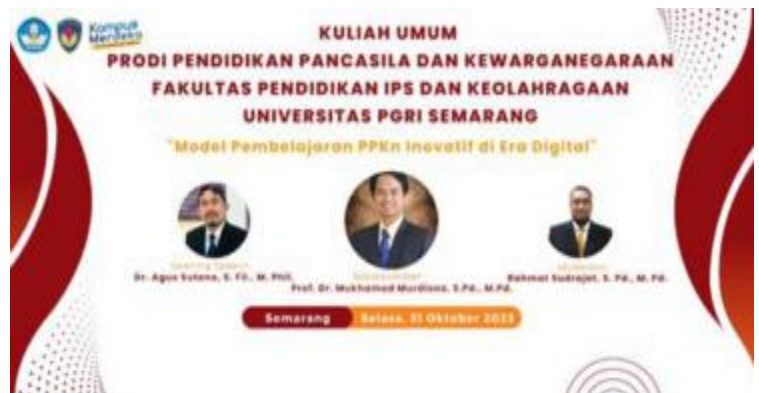 Kampus
Merdeka
KULIAH UMUM
PRODI PENDIDIKAN PANCASILA DAN KEWARGANEGARAAN
FAKULTAS PENDIDIKAN IPS DAN KEOLAHRAGAAN
UNIVERSITAS PGRI SEMARANG
"Model Pembelajaran PPKn Inovatif di Era Digital"
Opening Speech
Dr. Agus Sutono, S. Fil., M. Phil.
Narasumber
Prof. Dr. Mukhamad Murdiono, S.Pd., M.Pd.
Moderator
Rahmat Sudrajat, S. Pd., M. Pd.
Semarang
Selasa, 31 Oktober 2023